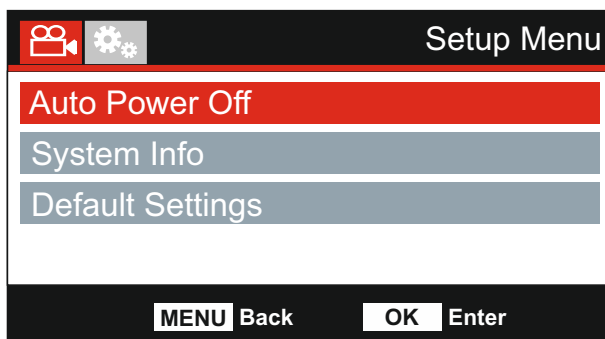 Setup Menu
Auto Power Off
System Info
Default Settings
MENU Back OK Enter